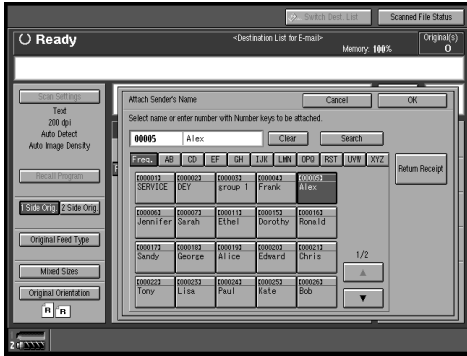 Switch Dest. List Scanned File Status
Ready
<Destination List for E-mail>
Memory: 100%
Original(s)
0
Scan Settings
Text
200 dpi
Auto Detect
Auto Image Density
Recall Program
1 Side Orig. 2 Side Orig.
Original Feed Type
Mixed Sizes
Original Orientation
R R
2
Attach Sender's Name Cancel OK
Select name or enter number with Number keys to be attached.
00005 Alex Clear Search
Freq. AB CD EF GH IJK LMN OPQ RST UVW XYZ
Return Receipt
[00001] [00002] [00003] [00004] [00005]
SERVICE DEY group 1 Frank Alex
[00006] [00007] [00011] [00015] [00016]
Jennifer Sarah Ethel Dorothy Ronald
[00017] [00018] [00019] [00020] [00021]
Sandy George Alice Edward Chris
1/2
[00022] [00023] [00024] [00025] [00026]
Tony Lisa Paul Kate Bob